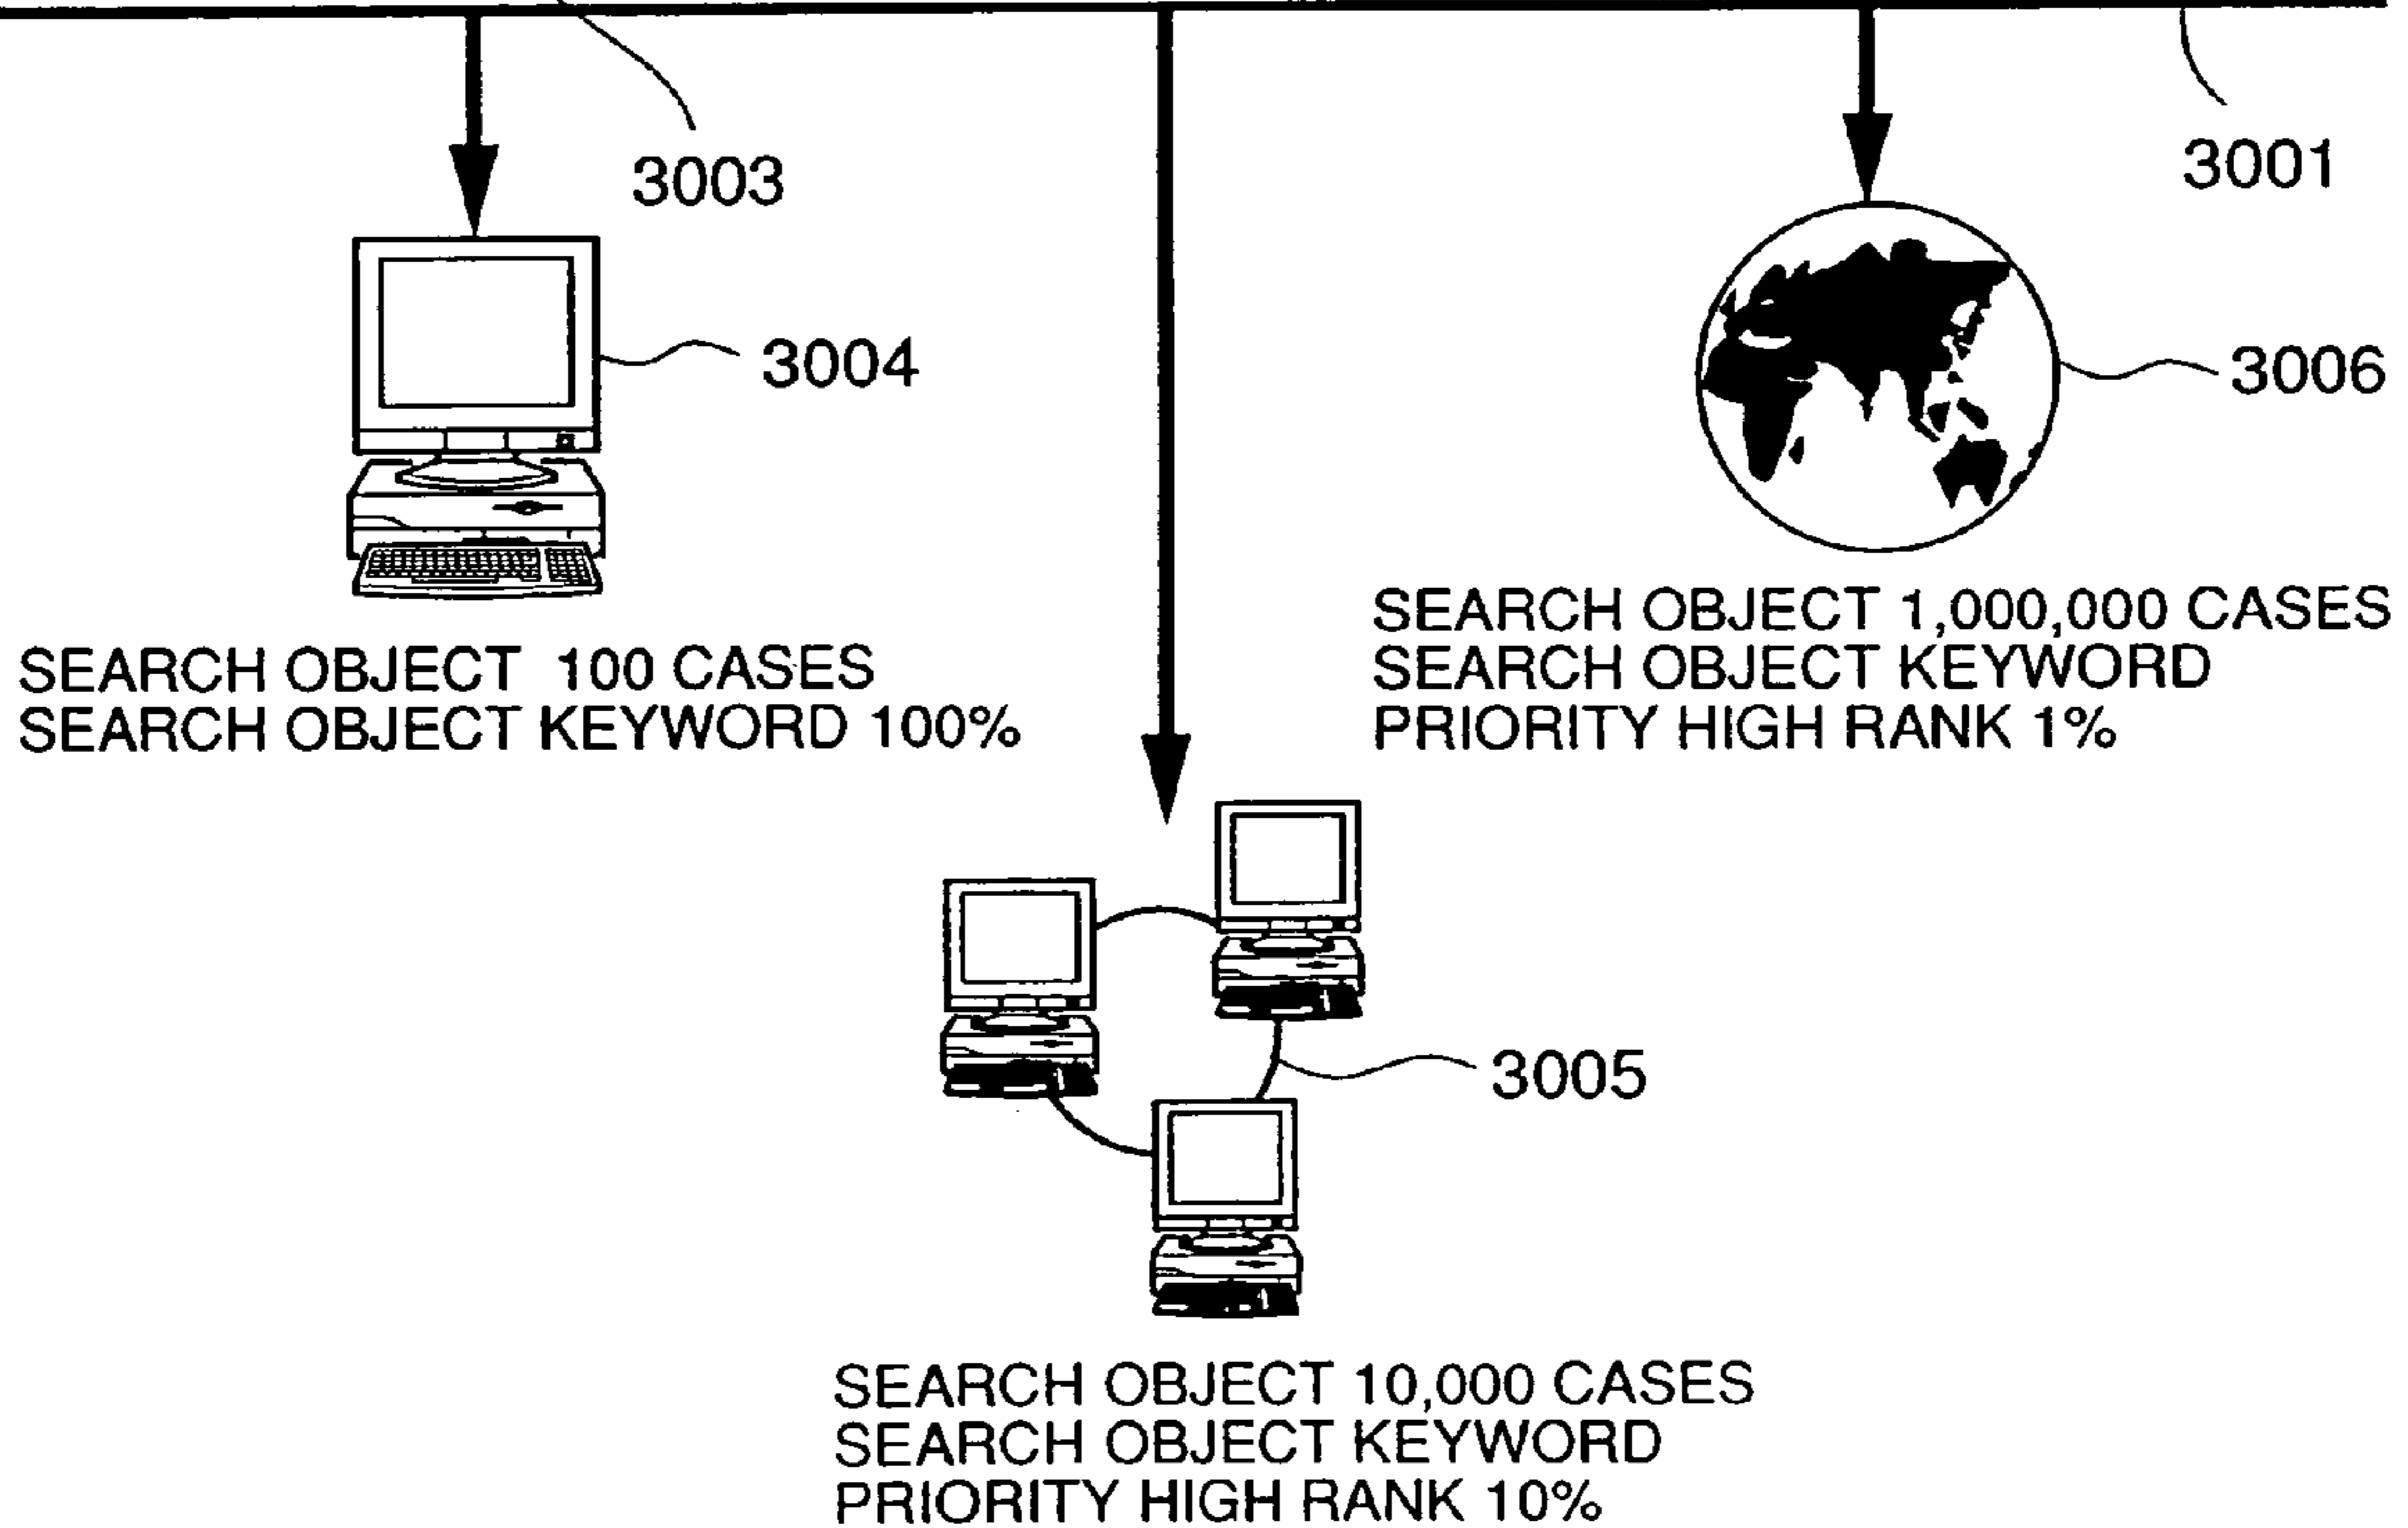 3003
3001
3004
3006
SEARCH OBJECT 100 CASES
SEARCH OBJECT KEYWORD 100%
SEARCH OBJECT 1,000,000 CASES
SEARCH OBJECT KEYWORD
PRIORITY HIGH RANK 1%
3005
SEARCH OBJECT 10,000 CASES
SEARCH OBJECT KEYWORD
PRIORITY HIGH RANK 10%